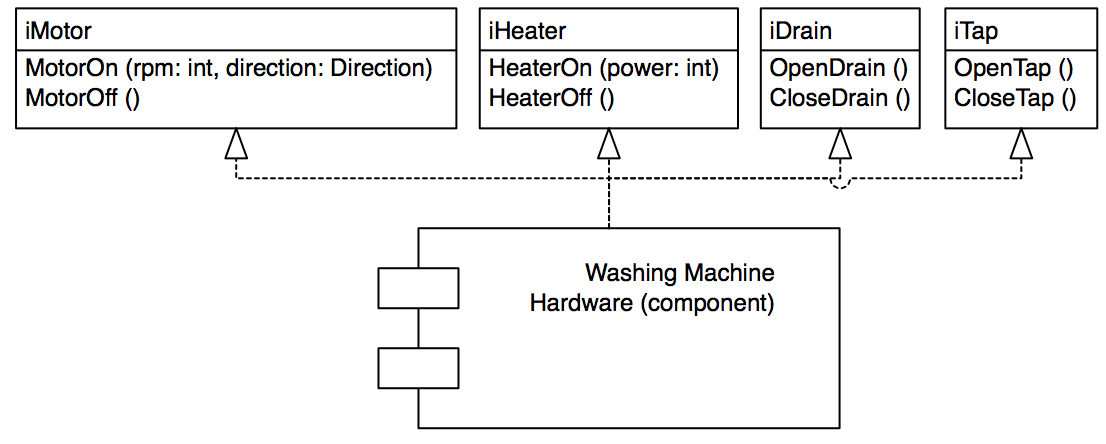 iMotor
MotorOn (rpm: int, direction: Direction)
MotorOff ()
iHeater
HeaterOn (power: int)
HeaterOff ()
iDrain
OpenDrain ()
CloseDrain ()
iTap
OpenTap ()
CloseTap ()
Washing Machine
Hardware (component)